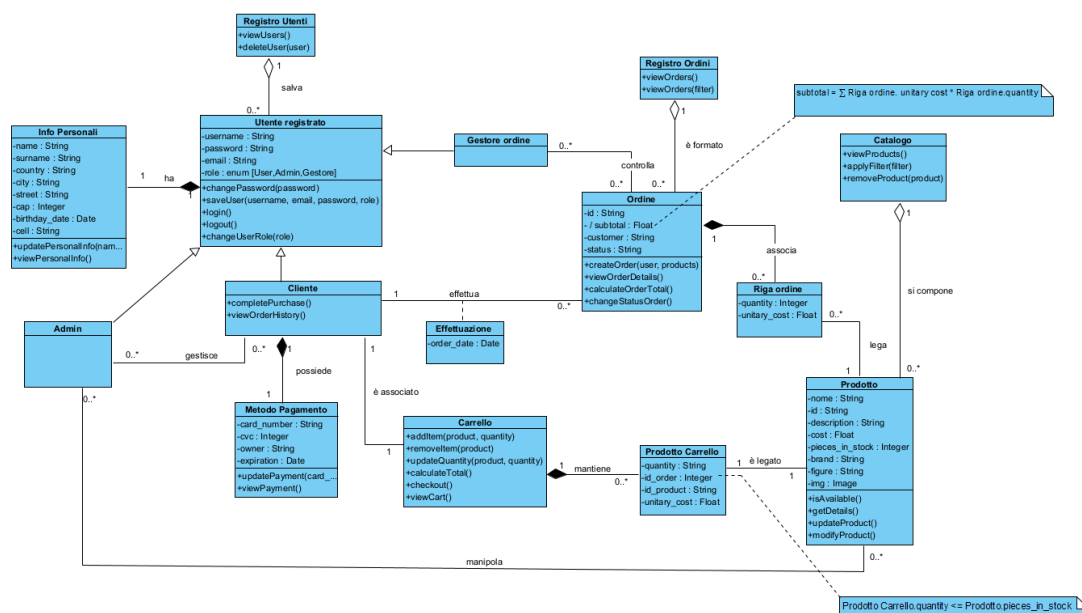 Registro Utenti
+viewUsers()
+deleteUser(user)
1
salva
0..*
Registro Ordini
+viewOrders()
+viewOrders(filter)
1
è formato
0..*
subtotal = ∑ Riga ordine. unitary cost * Riga ordine.quantity
Info Personali
-name : String
-surname : String
-country : String
-city : String
-street : String
-cap : Integer
-birthday_date : Date
-cell : String
+updatePersonalInfo(nam...
+viewPersonalInfo()
1
ha
1
Utente registrato
-username : String
-password : String
-email : String
-role : enum [User,Admin,Gestore]
+changePassword(password)
+saveUser(username, email, password, role)
+login()
+logout()
+changeUserRole(role)
Gestore ordine
0..*
controlla
0..*
Catalogo
+viewProducts()
+applyFilter(filter)
+removeProduct(product)
1
si compone
0..*
Ordine
-id : String
- / subtotal : Float
-customer : String
-status : String
+createOrder(user, products)
+viewOrderDetails()
+calculateOrderTotal()
+changeStatusOrder()
1
associa
0..*
Riga ordine
-quantity : Integer
-unitary_cost : Float
0..*
lega
1
Cliente
+completePurchase()
+viewOrderHistory()
1
effettua
0..*
Effettuazione
-order_date : Date
Admin
0..*
gestisce
0..*
1
possiede
1
1
è associato
1
Metodo Pagamento
-card_number : String
-cvc : Integer
-owner : String
-expiration : Date
+updatePayment(card_...
+viewPayment()
Carrello
+addItem(product, quantity)
+removeItem(product)
+updateQuantity(product, quantity)
+calculateTotal()
+checkout()
+viewCart()
1
mantiene
0..*
Prodotto Carrello
-quantity : String
-id_order : Integer
-id_product : String
-unitary_cost : Float
1
è legato
1
Prodotto
-nome : String
-id : String
-description : String
-cost : Float
-pieces_in_stock : Integer
-brand : String
-figure : String
-img : Image
+isAvailable()
+getDetails()
+updateProduct()
+modifyProduct()
0..*
manipola
0..*
Prodotto Carrello.quantity <= Prodotto.pieces_in_stock